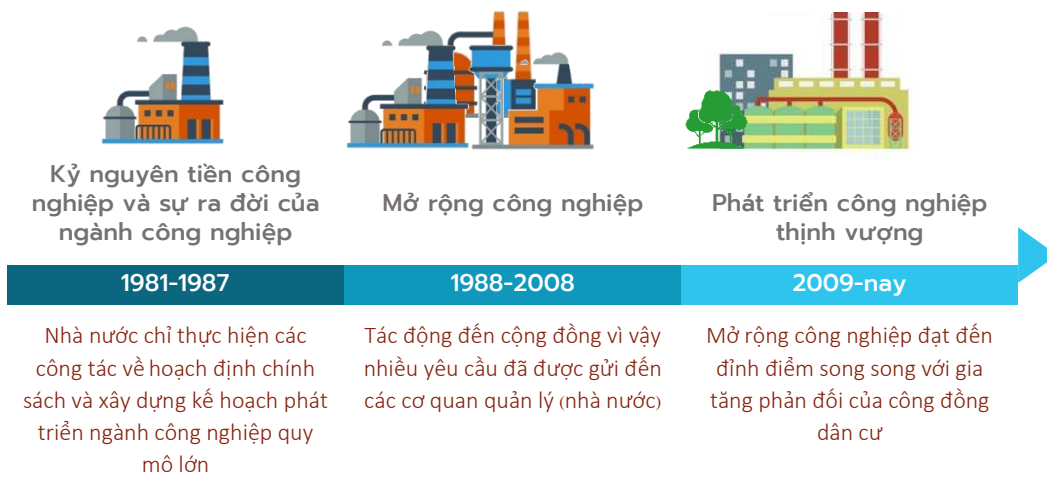 Kỷ nguyên tiền công
nghiệp và sự ra đời của
ngành công nghiệp
Mở rộng công nghiệp
Phát triển công nghiệp
thịnh vượng
1981-1987
1988-2008
2009-nay
Nhà nước chỉ thực hiện các
công tác về hoạch định chính
sách và xây dựng kế hoạch phát
triển ngành công nghiệp quy
mô lớn
Tác động đến cộng đồng vì vậy
nhiều yêu cầu đã được gửi đến
các cơ quan quản lý (nhà nước)
Mở rộng công nghiệp đạt đến
đỉnh điểm song song với gia
tăng phản đối của công đồng
dân cư